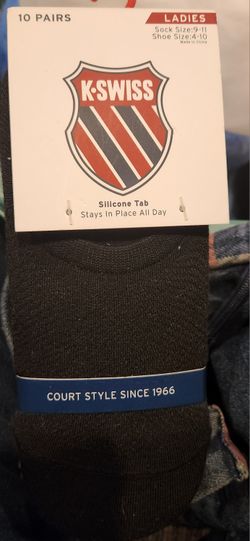 10 PAIRS
LADIES
Sock Size:9-11
Shoe Size:4-10
Made in China
K·SWISS
Silicone Tab
Stays in Place All Day
COURT STYLE SINCE 1966